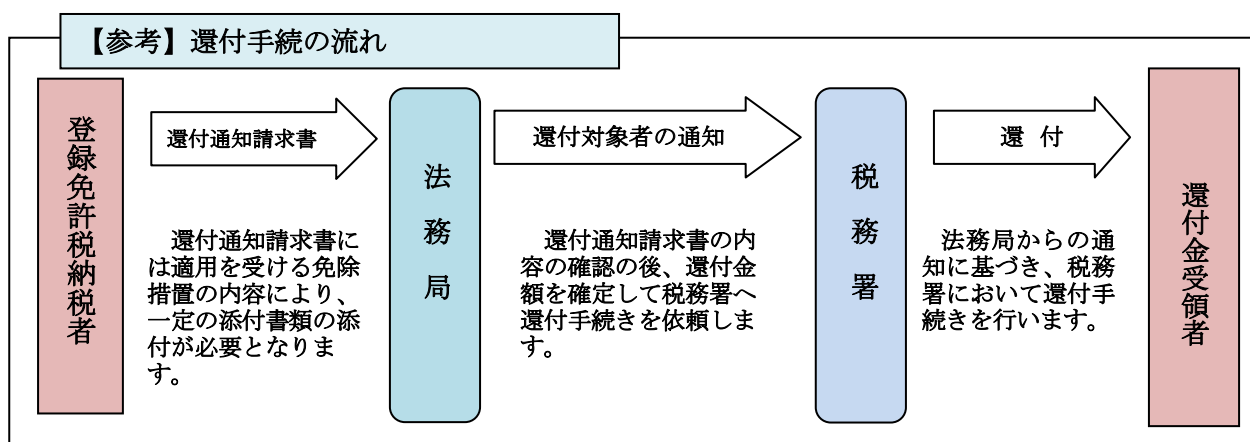 【参考】還付手続の流れ
登録免許税納税者
還付通知請求書
還付通知請求書に
は適用を受ける免除
措置の内容により、
一定の添付書類の添
付が必要となりま
す。
法務局
還付対象者の通知
還付通知請求書の内
容の確認の後、還付金
額を確定して税務署へ
還付手続きを依頼しま
す。
税務署
還 付
法務局からの通
知に基づき、税務
署において還付手
続きを行います。
還付金受領者